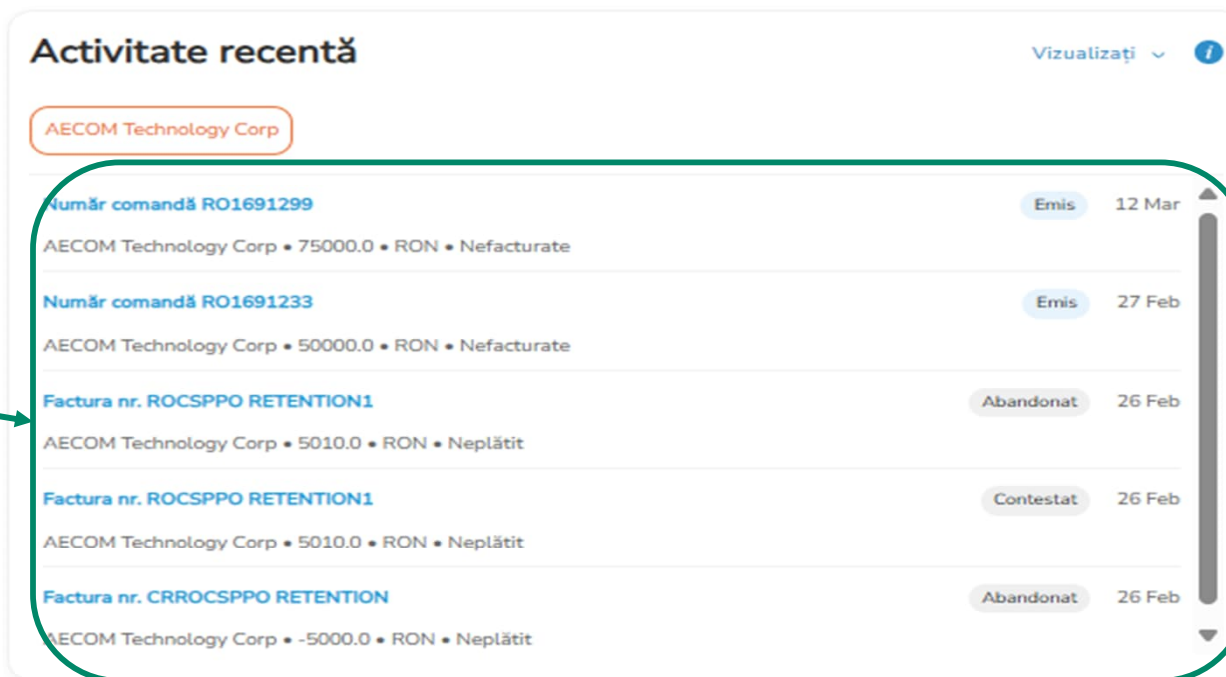 Activitate recentă
Vizualizați
i
AECOM Technology Corp
Număr comandă RO1691299 Emis 12 Mar
AECOM Technology Corp • 75000.0 • RON • Nefacturate
Număr comandă RO1691233 Emis 27 Feb
AECOM Technology Corp • 50000.0 • RON • Nefacturate
Factura nr. ROCSPPO RETENTION1 Abandonat 26 Feb
AECOM Technology Corp • 5010.0 • RON • Neplătit
Factura nr. ROCSPPO RETENTION1 Contestat 26 Feb
AECOM Technology Corp • 5010.0 • RON • Neplătit
Factura nr. CRROCSPPO RETENTION Abandonat 26 Feb
AECOM Technology Corp • -5000.0 • RON • Neplătit